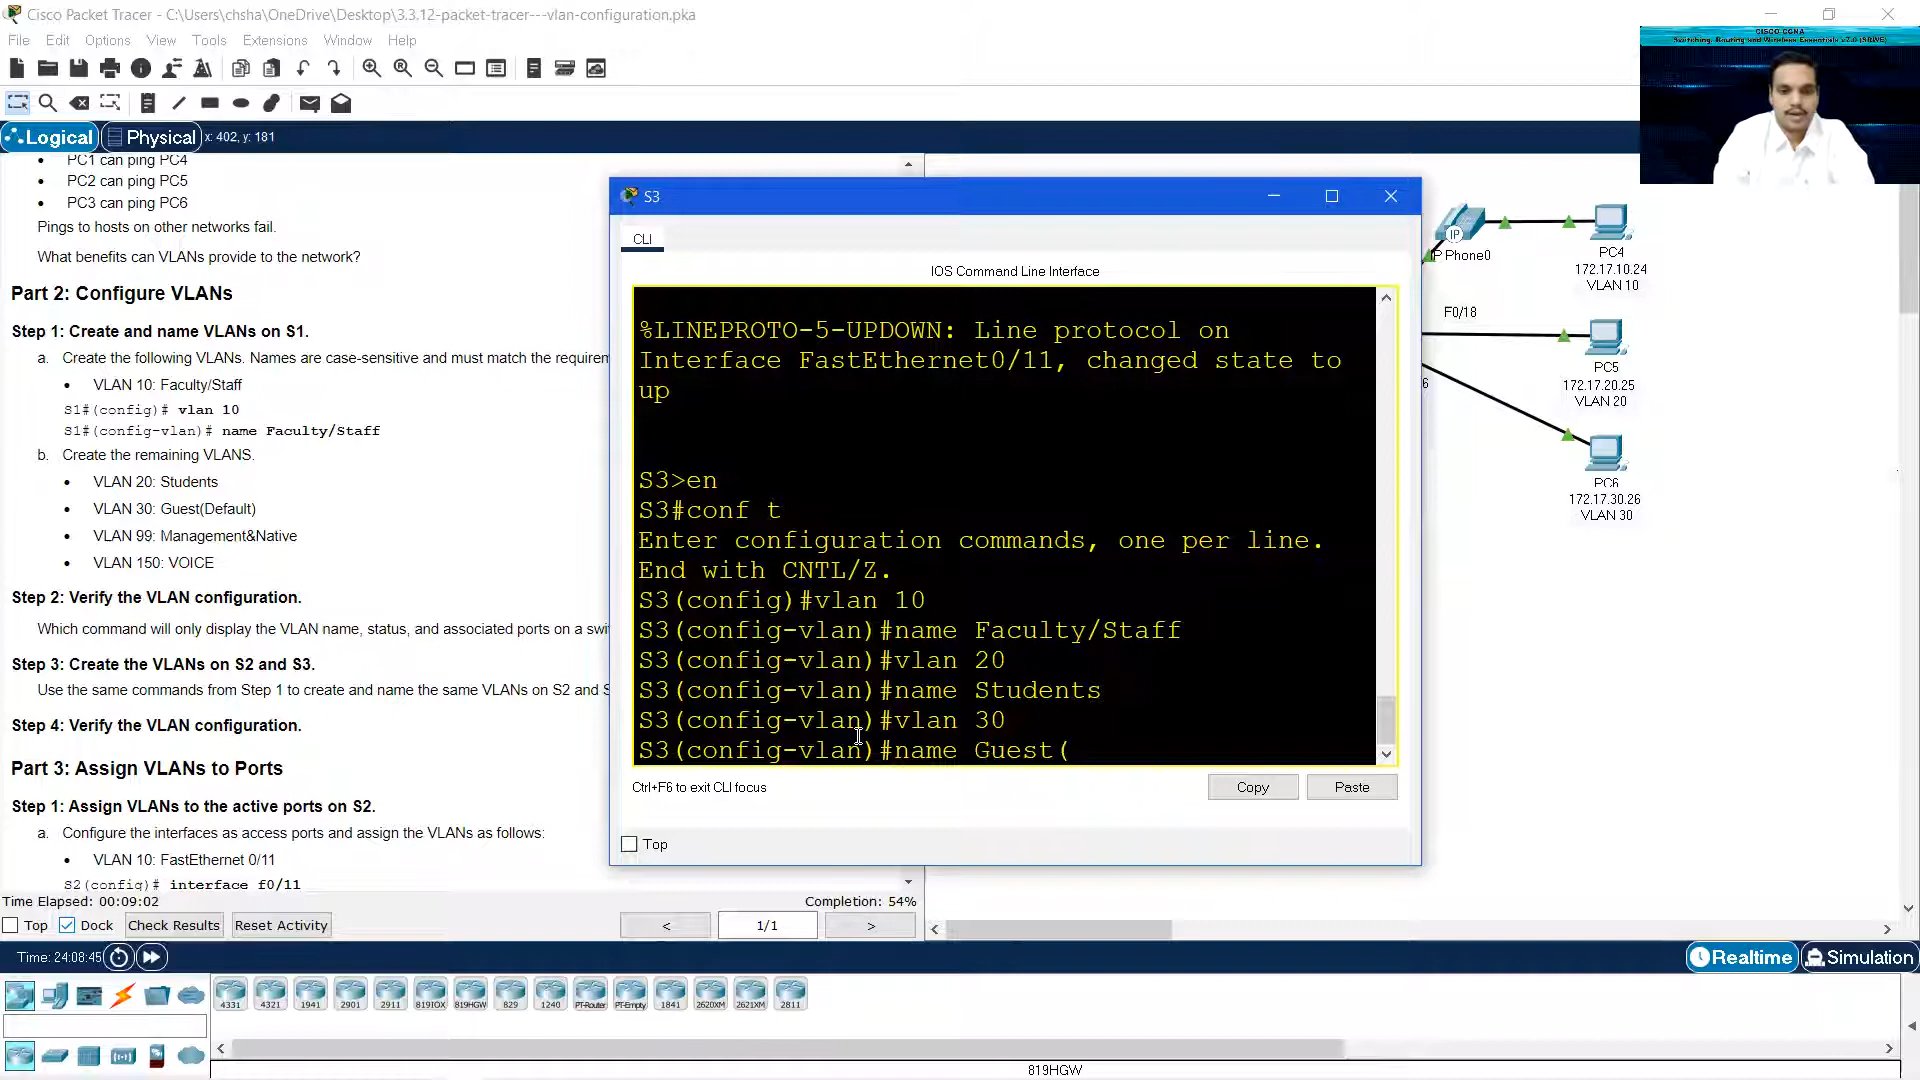 Cisco Packet Tracer - C:\Users\chsha\OneDrive\Desktop\3.3.12-packet-tracer---vlan-configuration.pka
File Edit Options View Tools Extensions Window Help
CISCO CCNA
Switching, Routing and Wireless Essentials v7.0 (SRWE)
Logical Physical x: 402, y: 181
• PC1 can ping PC4
• PC2 can ping PC5
• PC3 can ping PC6
Pings to hosts on other networks fail.
What benefits can VLANs provide to the network?
Part 2: Configure VLANs
Step 1: Create and name VLANs on S1.
a. Create the following VLANs. Names are case-sensitive and must match the requirem
• VLAN 10: Faculty/Staff
S1#(config)# vlan 10
S1#(config-vlan)# name Faculty/Staff
b. Create the remaining VLANS.
• VLAN 20: Students
• VLAN 30: Guest(Default)
• VLAN 99: Management&Native
• VLAN 150: VOICE
Step 2: Verify the VLAN configuration.
Which command will only display the VLAN name, status, and associated ports on a swi
Step 3: Create the VLANs on S2 and S3.
Use the same commands from Step 1 to create and name the same VLANs on S2 and S
Step 4: Verify the VLAN configuration.
Part 3: Assign VLANs to Ports
Step 1: Assign VLANs to the active ports on S2.
a. Configure the interfaces as access ports and assign the VLANs as follows:
• VLAN 10: FastEthernet 0/11
S2(config)# interface f0/11
Time Elapsed: 00:09:02 Completion: 54%
Top Dock Check Results Reset Activity < 1/1 >
S3
CLI
IOS Command Line Interface
%LINEPROTO-5-UPDOWN: Line protocol on
Interface FastEthernet0/11, changed state to
up
S3>en
S3#conf t
Enter configuration commands, one per line.
End with CNTL/Z.
S3(config)#vlan 10
S3(config-vlan)#name Faculty/Staff
S3(config-vlan)#vlan 20
S3(config-vlan)#name Students
S3(config-vlan)#vlan 30
S3(config-vlan)#name Guest(
Ctrl+F6 to exit CLI focus
Copy Paste
Top
IP
IP Phone0
PC4
172.17.10.24
VLAN 10
F0/18
PC5
172.17.20.25
VLAN 20
6
PC6
172.17.30.26
VLAN 30
Time: 24:08:45 Realtime Simulation
4331 4321 1941 2901 2911 819IOX 819HGW 829 1240 PT-Router PT-Empty 1841 2620XM 2621XM 2811
819HGW